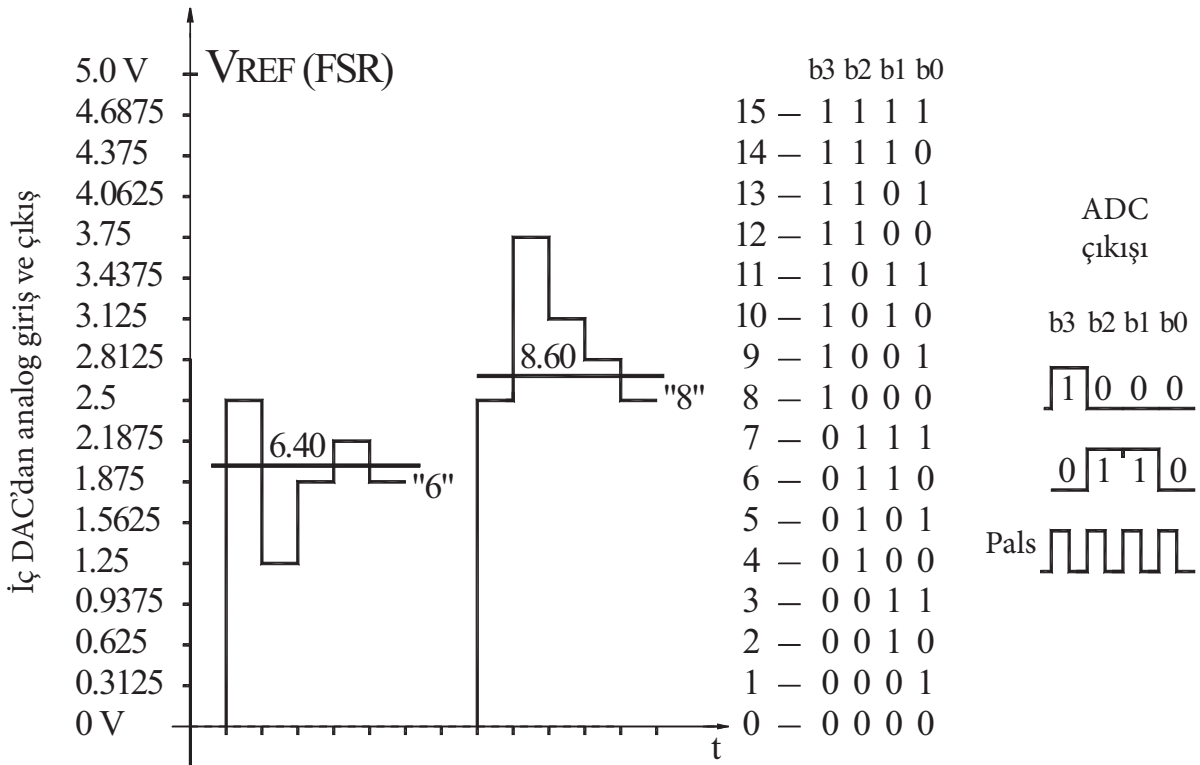 İç DAC'dan analog giriş ve çıkış
5.0 V
4.6875
4.375
4.0625
3.75
3.4375
3.125
2.8125
2.5
2.1875
1.875
1.5625
1.25
0.9375
0.625
0.3125
0 V
VREF (FSR)
6.40
"6"
8.60
"8"
t
b3 b2 b1 b0
15 – 1 1 1 1
14 – 1 1 1 0
13 – 1 1 0 1
12 – 1 1 0 0
11 – 1 0 1 1
10 – 1 0 1 0
9 – 1 0 0 1
8 – 1 0 0 0
7 – 0 1 1 1
6 – 0 1 1 0
5 – 0 1 0 1
4 – 0 1 0 0
3 – 0 0 1 1
2 – 0 0 1 0
1 – 0 0 0 1
0 – 0 0 0 0
ADC
çıkışı
b3 b2 b1 b0
1 0 0 0
0 1 1 0
Pals